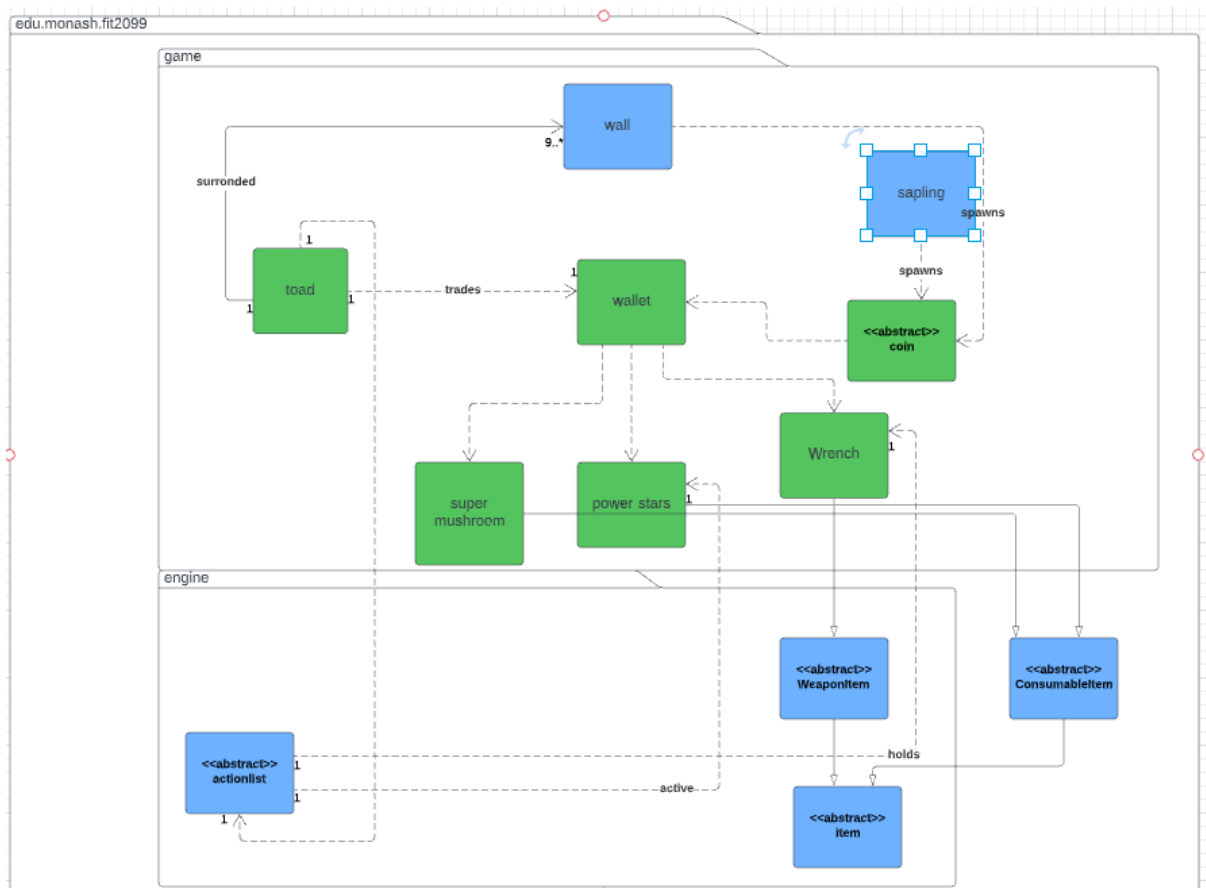 edu.monash.fit2099
game
wall
9..*
surronded
sapling
spawns
1
toad
1
1
trades
1
wallet
spawns
<<abstract>>
coin
Wrench
1
super
mushroom
power stars
1
engine
<<abstract>>
WeaponItem
<<abstract>>
ConsumableItem
<<abstract>>
actionlist
1
holds
1
active
1
<<abstract>>
item